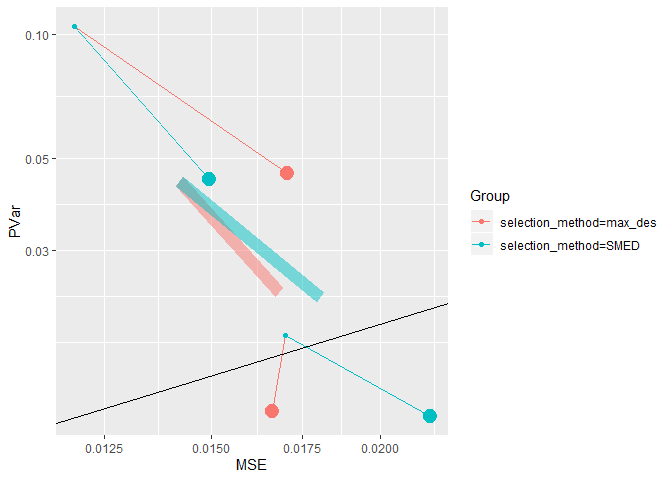 0.10
0.05
0.03
PVar
0.0125
0.0150
0.0175
0.0200
MSE
Group
selection_method=max_des
selection_method=SMED